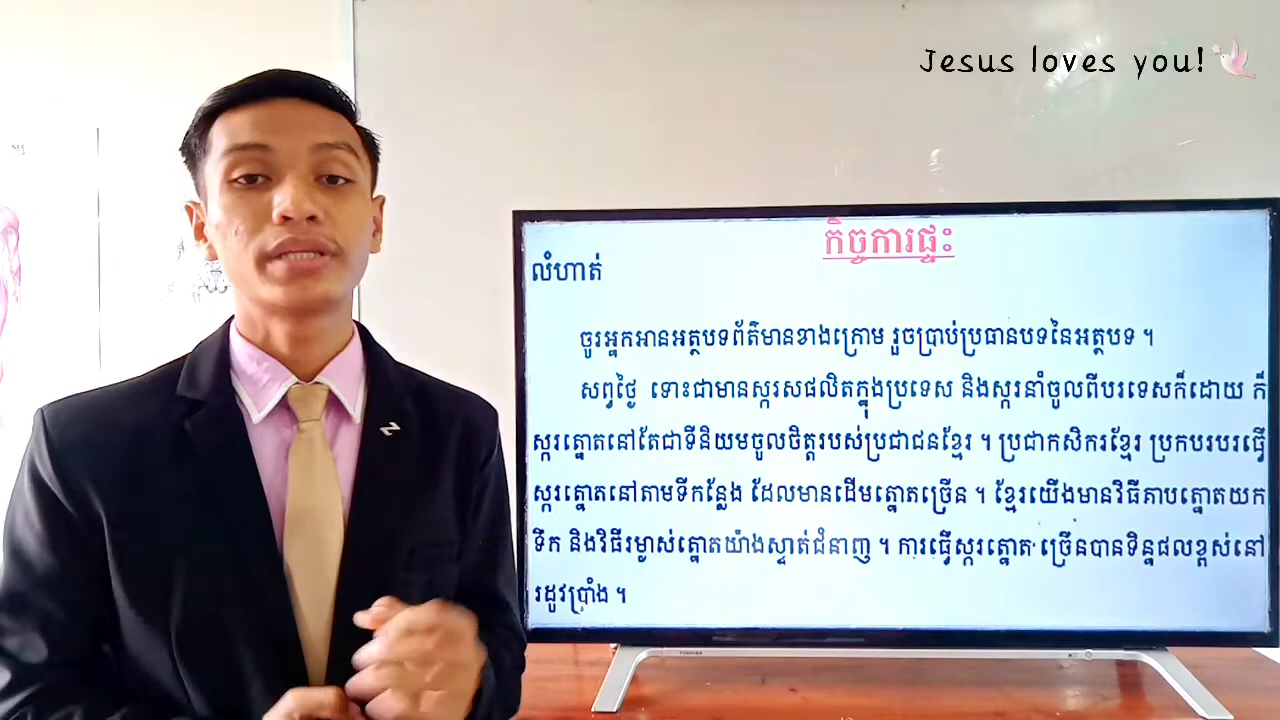 Jesus loves you!
កិច្ចការផ្ទះ
លំហាត់
ចូរអ្នកអានអត្ថបទព័ត៌មានខាងក្រោម រួចប្រាប់ប្រធានបទនៃអត្ថបទ ។
សព្វថ្ងៃ ទោះជាមានស្ករសផលិតក្នុងប្រទេស និងស្ករនាំចូលពីបរទេសក៏ដោយ ក៏
ស្ករត្នោតនៅតែជាទីនិយមចូលចិត្តរបស់ប្រជាជនខ្មែរ ។ ប្រជាកសិករខ្មែរ ប្រកបរបរធ្វើ
ស្ករត្នោតនៅតាមទីកន្លែង ដែលមានដើមត្នោតច្រើន ។ ខ្មែរយើងមានវិធីគាបត្នោតយក
ទឹក និងវិធីរម្លាស់ត្នោតយ៉ាងស្ទាត់ជំនាញ ។ ការធ្វើស្ករត្នោត ច្រើនបានទិន្នផលខ្ពស់នៅ
រដូវប្រាំង ។
TOSHIBA